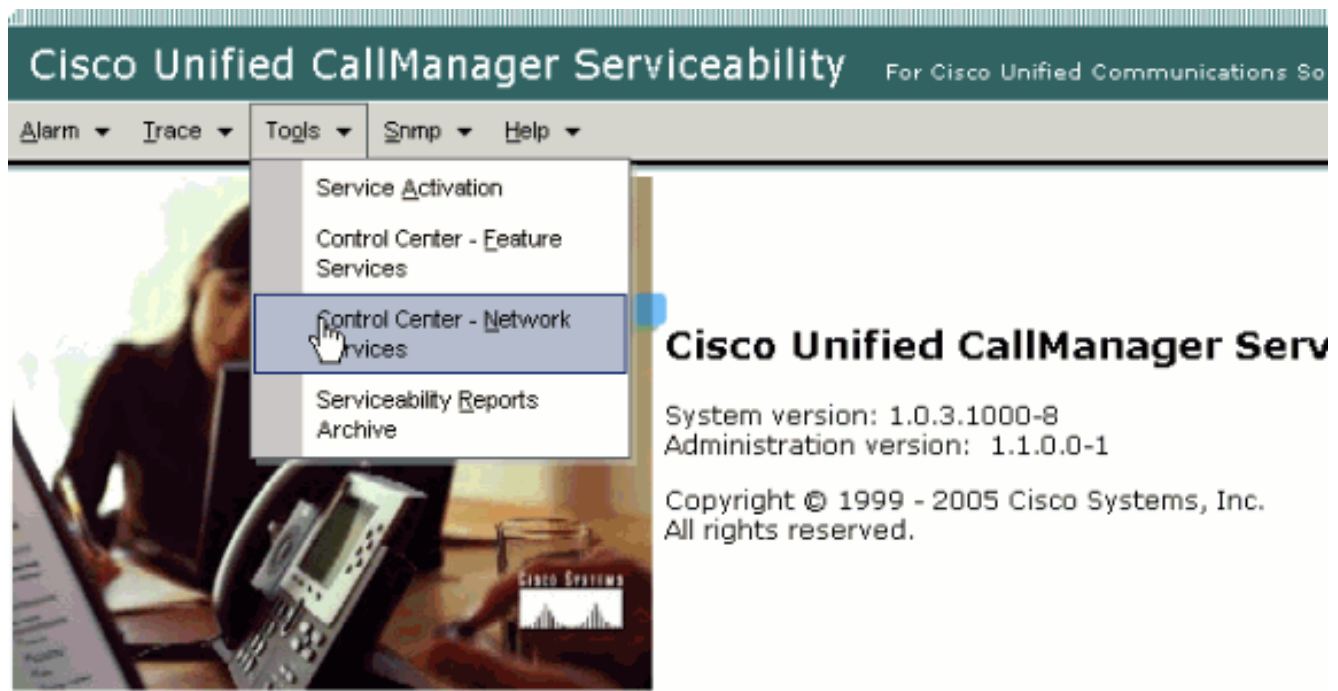 Cisco Unified CallManager Serviceability For Cisco Unified Communications So
Alarm Trace Tools Snmp Help
Service Activation
Control Center - Feature
Services
Control Center - Network
Services
Serviceability Reports
Archive
Cisco Unified CallManager Serv
System version: 1.0.3.1000-8
Administration version: 1.1.0.0-1
Copyright © 1999 - 2005 Cisco Systems, Inc.
All rights reserved.
CISCO SYSTEMS